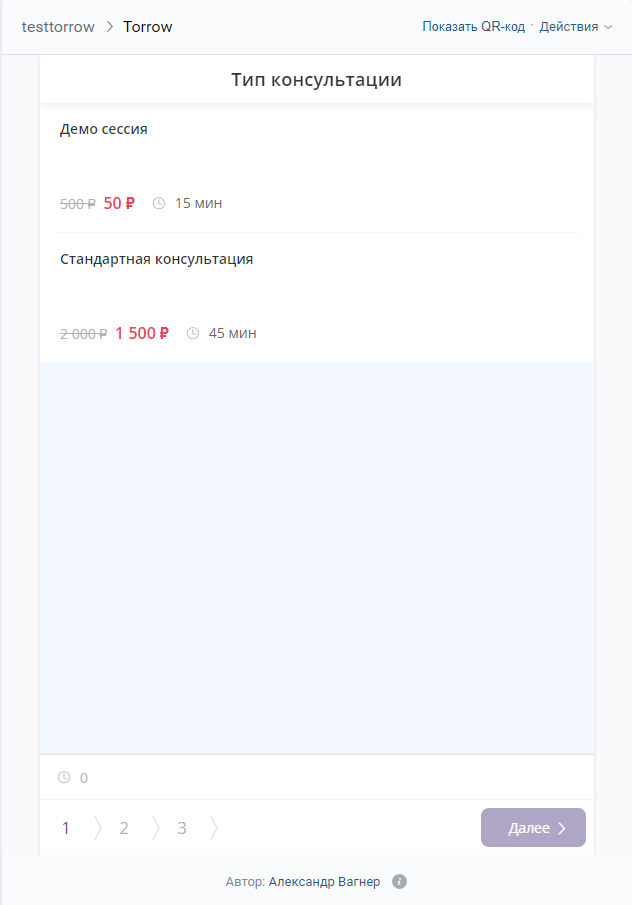 testtorrow > Torrow
Показать QR-код · Действия
Тип консультации
Демо сессия
500 ₽ 50 ₽ 15 мин
Стандартная консультация
2 000 ₽ 1 500 ₽ 45 мин
0
1 2 3 Далее
Автор: Александр Вагнер i